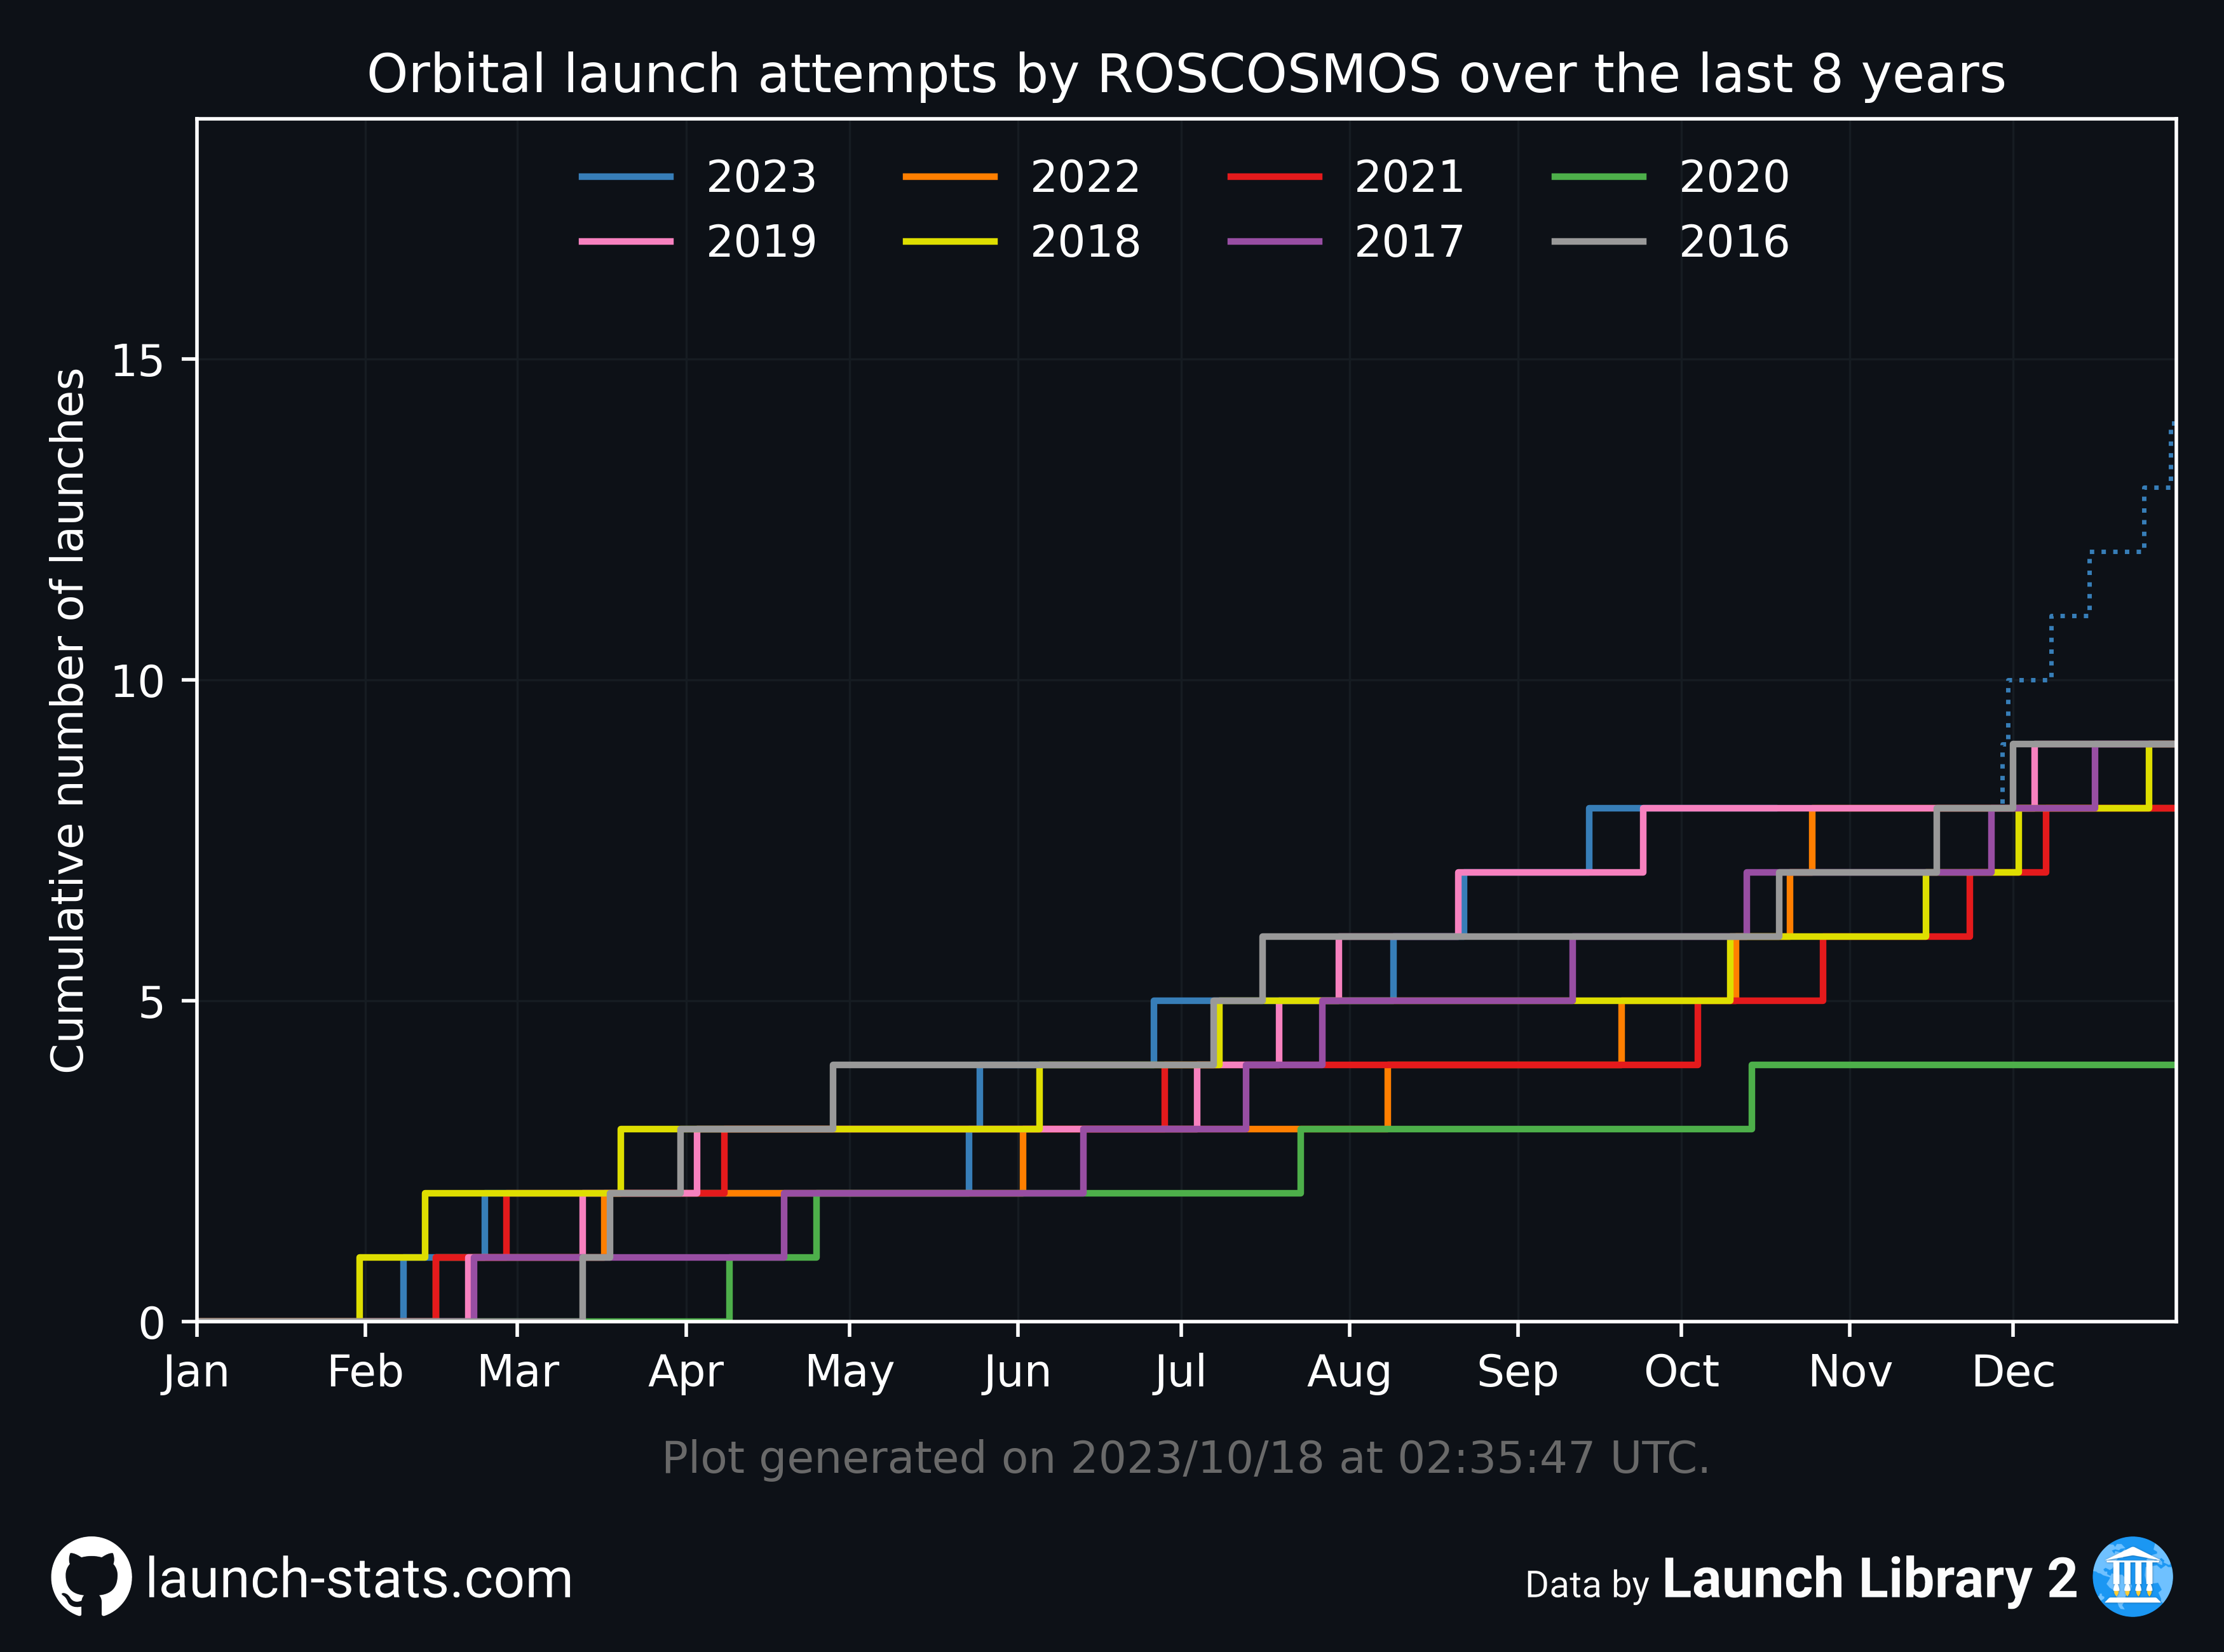 Orbital launch attempts by ROSCOSMOS over the last 8 years
2023 2022 2021 2020
2019 2018 2017 2016
Cumulative number of launches
15
10
5
0
Jan Feb Mar Apr May Jun Jul Aug Sep Oct Nov Dec
Plot generated on 2023/10/18 at 02:35:47 UTC.
launch-stats.com
Data by Launch Library 2